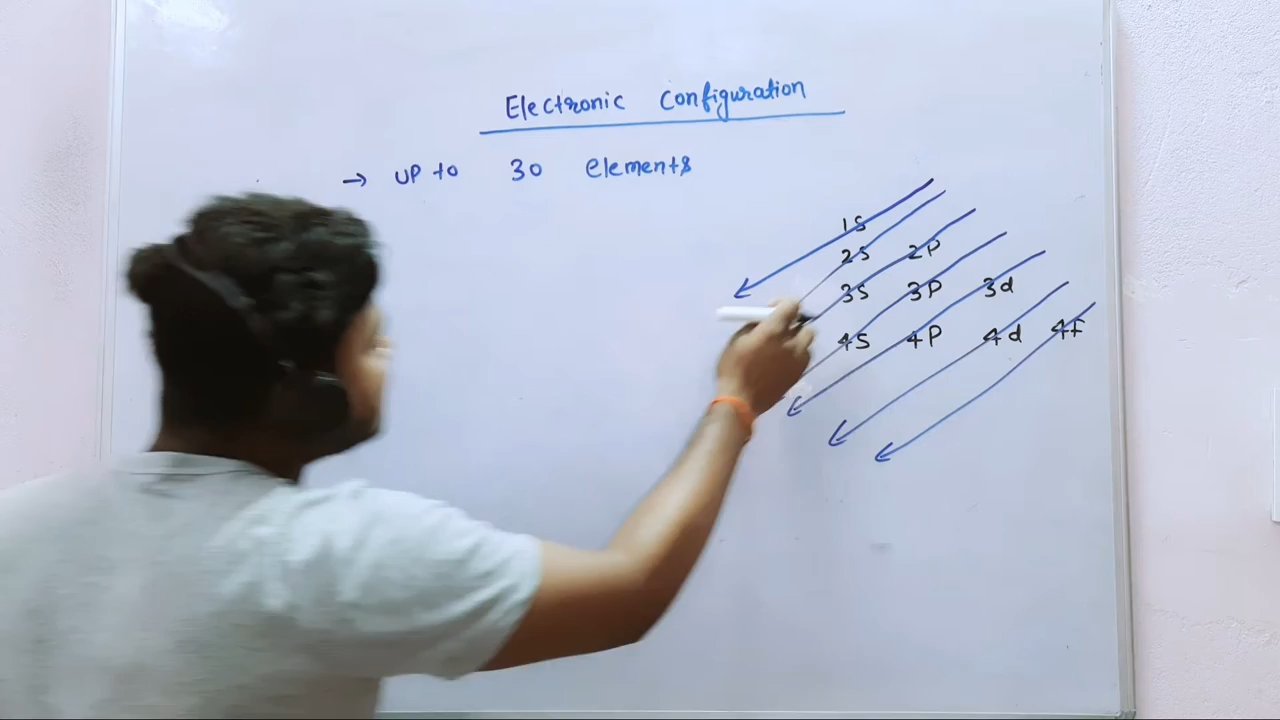 Electronic Configuration
→ UP to 30 elements
1S
2S 2P
3S 3P 3d
4S 4P 4d 4f